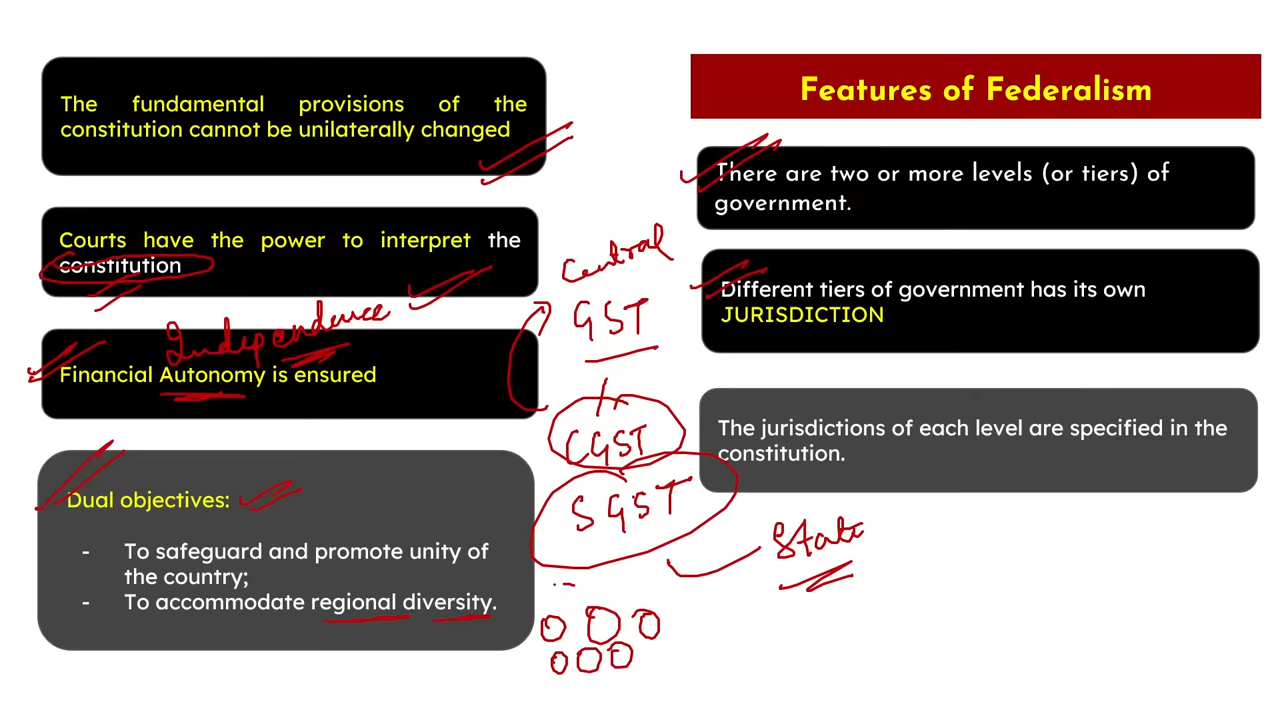 Features of Federalism
There are two or more levels (or tiers) of
government.
Different tiers of government has its own
JURISDICTION
The jurisdictions of each level are specified in the
constitution.
The fundamental provisions of the
constitution cannot be unilaterally changed
Courts have the power to interpret the
constitution
Independence
Financial Autonomy is ensured
Dual objectives:
- To safeguard and promote unity of
the country;
- To accommodate regional diversity.
Central
GST
CGST
SGST
State